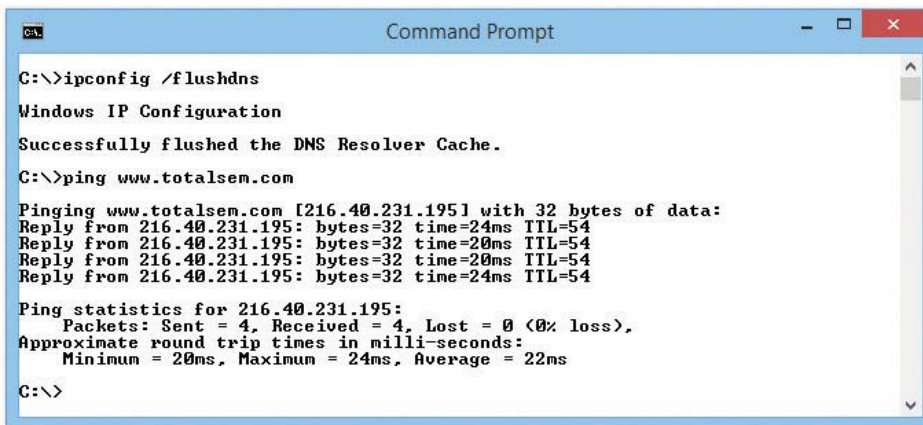 C:\.
Command Prompt
C:\>ipconfig /flushdns
Windows IP Configuration
Successfully flushed the DNS Resolver Cache.
C:\>ping www.totalsem.com
Pinging www.totalsem.com [216.40.231.195] with 32 bytes of data:
Reply from 216.40.231.195: bytes=32 time=24ms TTL=54
Reply from 216.40.231.195: bytes=32 time=20ms TTL=54
Reply from 216.40.231.195: bytes=32 time=20ms TTL=54
Reply from 216.40.231.195: bytes=32 time=24ms TTL=54
Ping statistics for 216.40.231.195:
Packets: Sent = 4, Received = 4, Lost = 0 (0% loss),
Approximate round trip times in milli-seconds:
Minimum = 20ms, Maximum = 24ms, Average = 22ms
C:\>